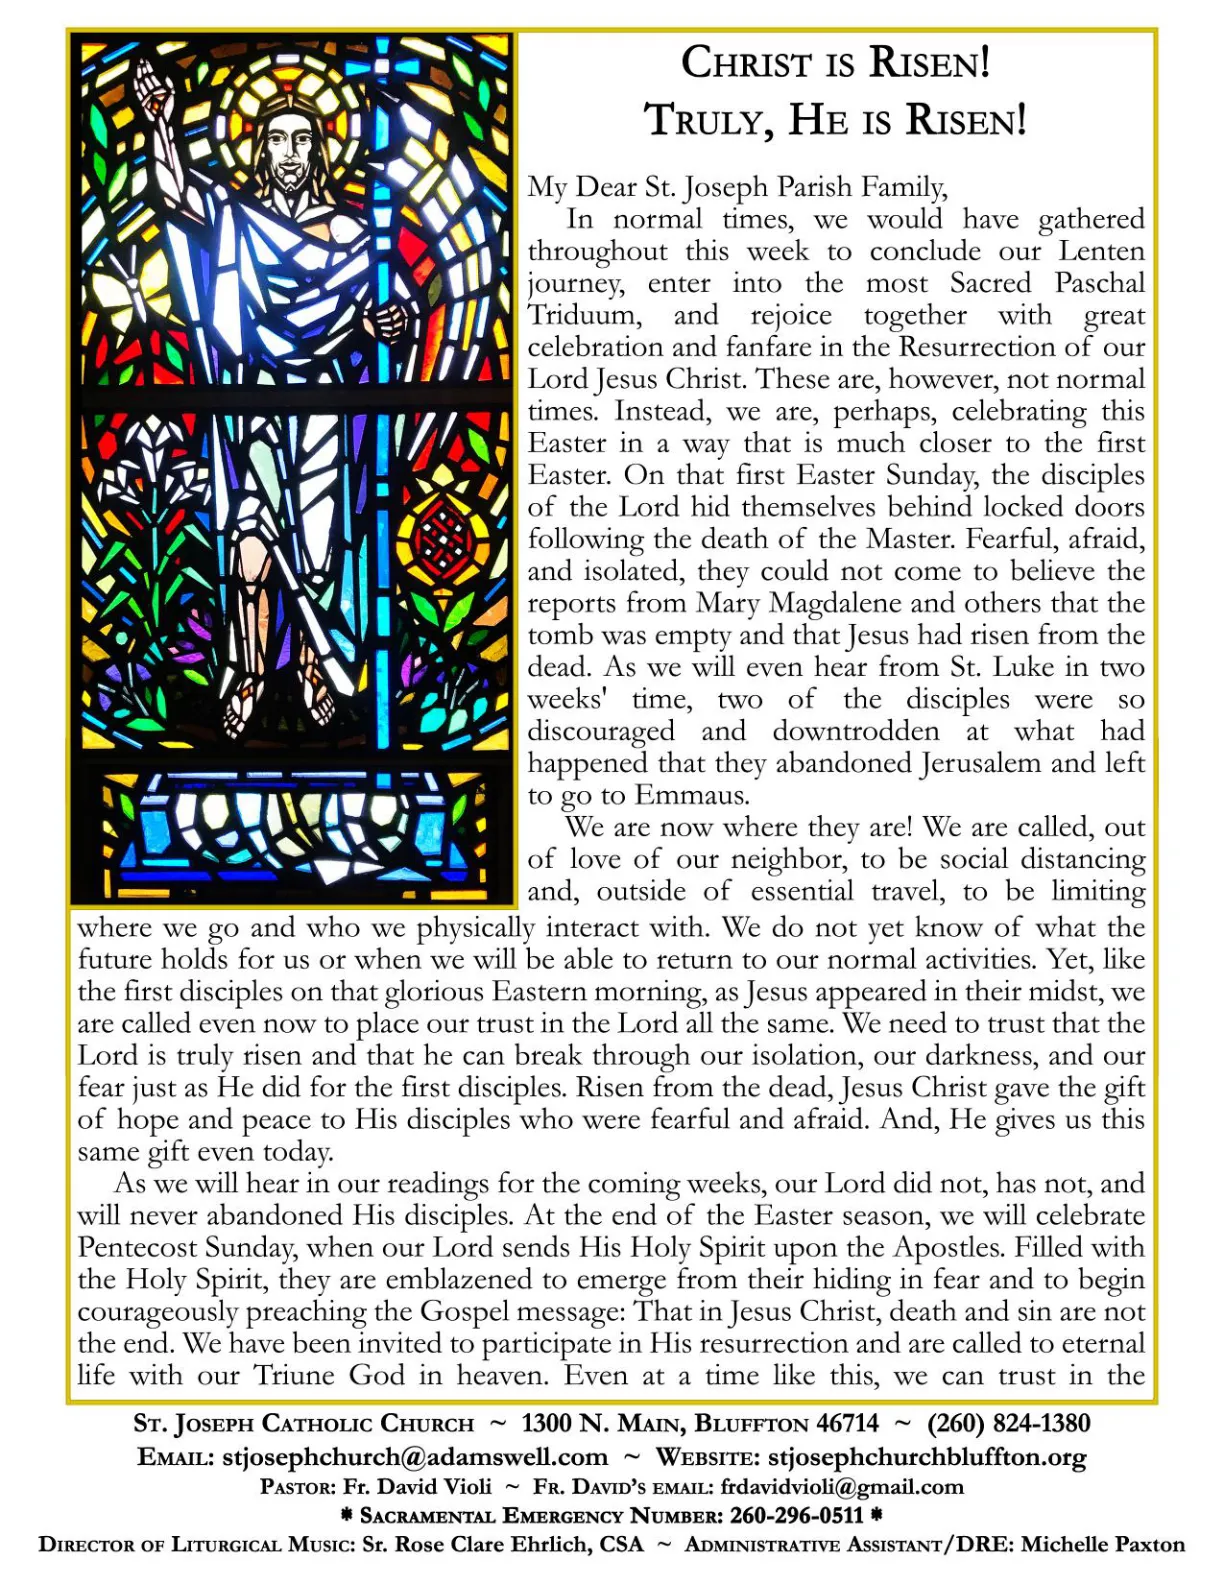 CHRIST IS RISEN!
TRULY, HE IS RISEN!
My Dear St. Joseph Parish Family,
In normal times, we would have gathered
throughout this week to conclude our Lenten
journey, enter into the most Sacred Paschal
Triduum, and rejoice together with great
celebration and fanfare in the Resurrection of our
Lord Jesus Christ. These are, however, not normal
times. Instead, we are, perhaps, celebrating this
Easter in a way that is much closer to the first
Easter. On that first Easter Sunday, the disciples
of the Lord hid themselves behind locked doors
following the death of the Master. Fearful, afraid,
and isolated, they could not come to believe the
reports from Mary Magdalene and others that the
tomb was empty and that Jesus had risen from the
dead. As we will even hear from St. Luke in two
weeks' time, two of the disciples were so
discouraged and downtrodden at what had
happened that they abandoned Jerusalem and left
to go to Emmaus.
We are now where they are! We are called, out
of love of our neighbor, to be social distancing
and, outside of essential travel, to be limiting
where we go and who we physically interact with. We do not yet know of what the
future holds for us or when we will be able to return to our normal activities. Yet, like
the first disciples on that glorious Eastern morning, as Jesus appeared in their midst, we
are called even now to place our trust in the Lord all the same. We need to trust that the
Lord is truly risen and that he can break through our isolation, our darkness, and our
fear just as He did for the first disciples. Risen from the dead, Jesus Christ gave the gift
of hope and peace to His disciples who were fearful and afraid. And, He gives us this
same gift even today.
As we will hear in our readings for the coming weeks, our Lord did not, has not, and
will never abandoned His disciples. At the end of the Easter season, we will celebrate
Pentecost Sunday, when our Lord sends His Holy Spirit upon the Apostles. Filled with
the Holy Spirit, they are emblazened to emerge from their hiding in fear and to begin
courageously preaching the Gospel message: That in Jesus Christ, death and sin are not
the end. We have been invited to participate in His resurrection and are called to eternal
life with our Triune God in heaven. Even at a time like this, we can trust in the
ST. JOSEPH CATHOLIC CHURCH ~ 1300 N. MAIN, BLUFFTON 46714 ~ (260) 824-1380
EMAIL: stjosephchurch@adamswell.com ~ WEBSITE: stjosephchurchbluffton.org
PASTOR: Fr. David Violi ~ FR. DAVID'S EMAIL: frdavidvioli@gmail.com
* SACRAMENTAL EMERGENCY NUMBER: 260-296-0511 *
DIRECTOR OF LITURGICAL MUSIC: Sr. Rose Clare Ehrlich, CSA ~ ADMINISTRATIVE ASSISTANT/DRE: Michelle Paxton